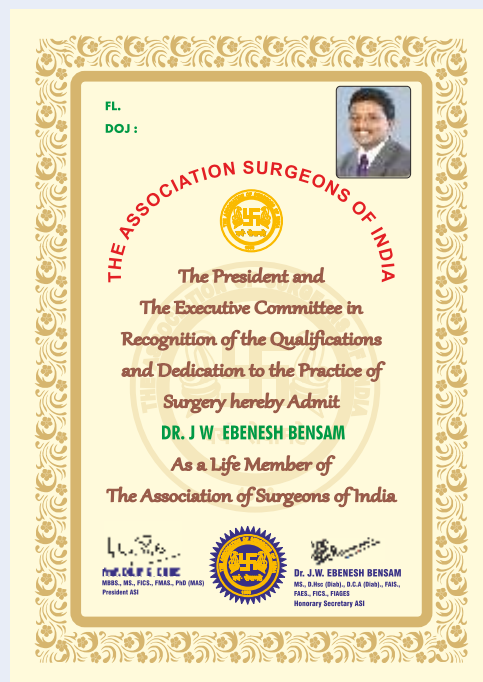 FL.
DOJ :
THE ASSOCIATION SURGEONS OF INDIA
The President and
The Executive Committee in
Recognition of the Qualifications
and Dedication to the Practice of
Surgery hereby Admit
DR. J W EBENESH BENSAM
As a Life Member of
The Association of Surgeons of India
MBBS., MS., FICS., FMAS., PhD (MAS)
President ASI
Dr. J.W. EBENESH BENSAM
MS., D.Hsc (Diab)., D.C.A (Diab)., FAIS.,
FAES., FICS., FIAGES
Honorary Secretary ASI